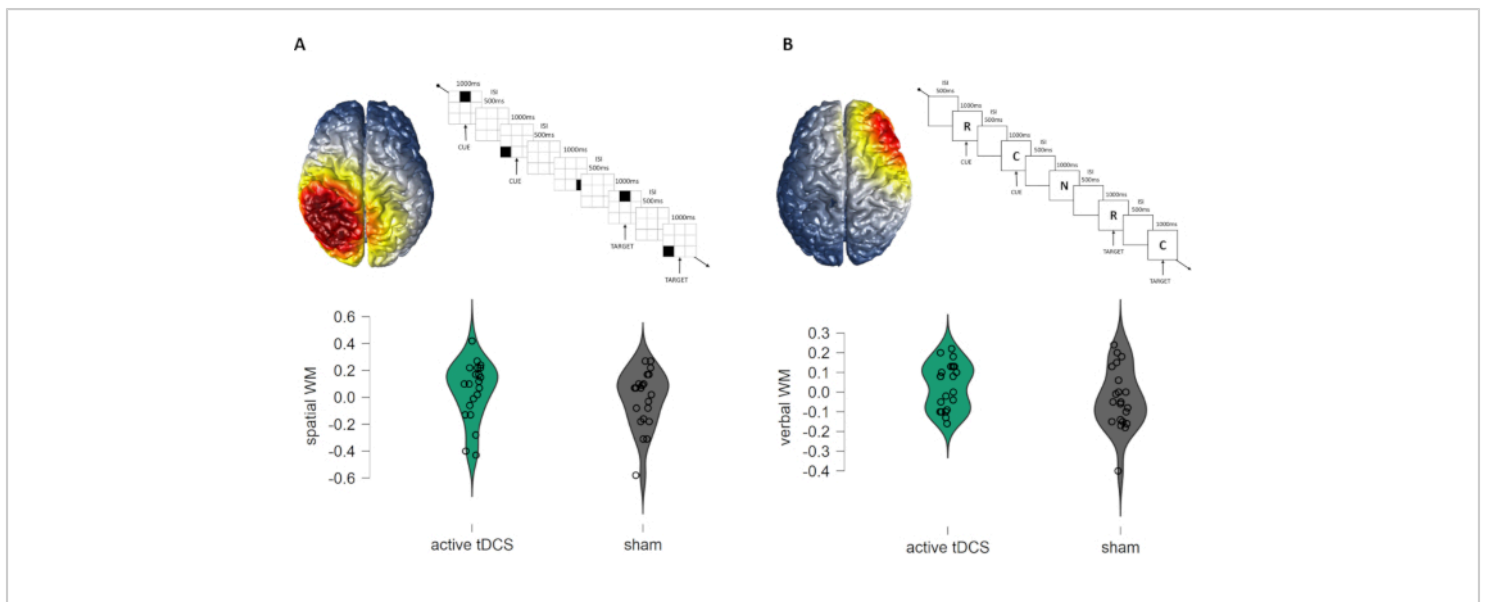 A
1000ms
ISI
500ms
1000ms
CUE
ISI
500ms
1000ms
CUE
ISI
500ms
1000ms
ISI
500ms
TARGET
1000ms
TARGET
0.6
0.4
0.2
0.0
-0.2
-0.4
-0.6
spatial WM
active tDCS
sham
B
ISI
500ms
1000ms
R
ISI
500ms
CUE
1000ms
C
ISI
500ms
CUE
1000ms
N
ISI
500ms
1000ms
R
ISI
500ms
TARGET
1000ms
C
TARGET
0.3
0.2
0.1
0.0
-0.1
-0.2
-0.3
-0.4
verbal WM
active tDCS
sham